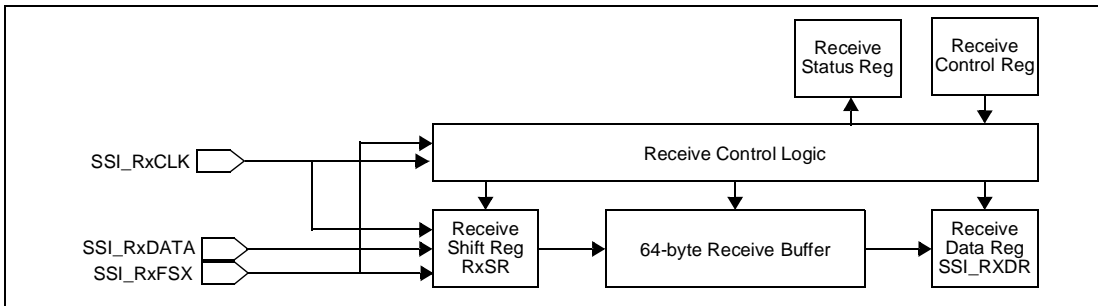 Receive
Status Reg
Receive
Control Reg
Receive Control Logic
SSI_RxCLK
SSI_RxDATA
SSI_RxFSX
Receive
Shift Reg
RxSR
64-byte Receive Buffer
Receive
Data Reg
SSI_RXDR